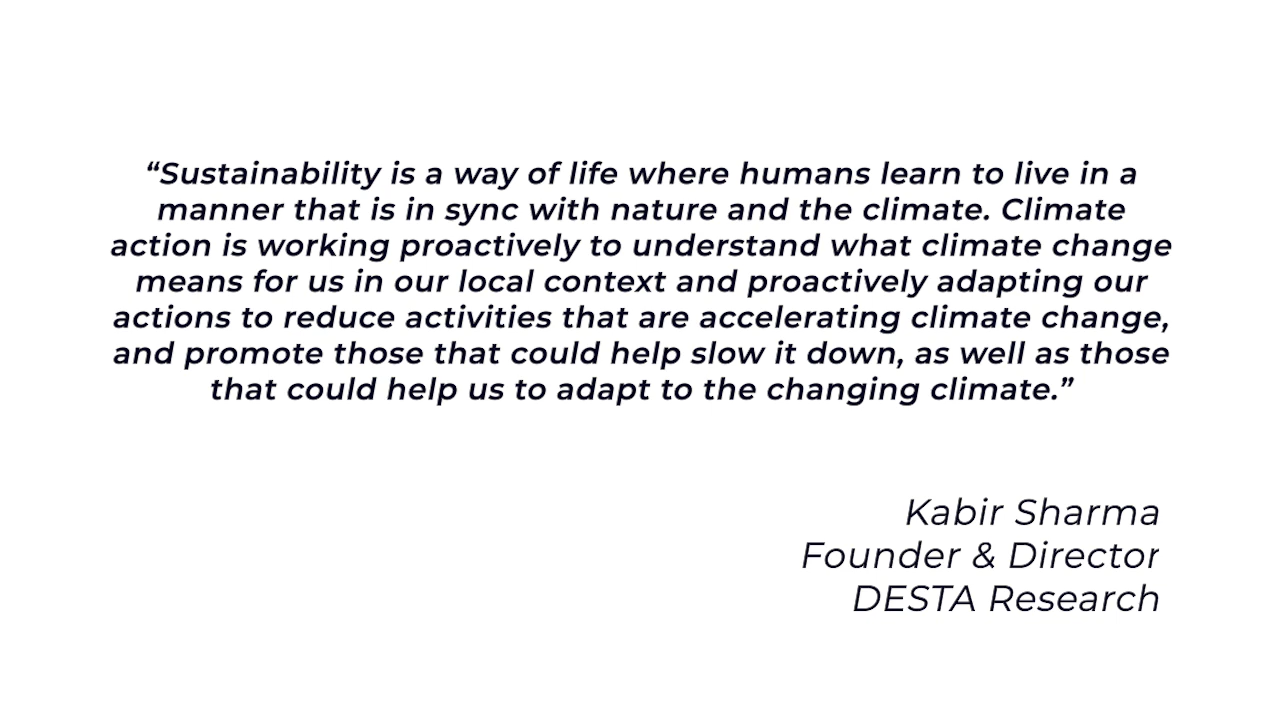 “Sustainability is a way of life where humans learn to live in a
manner that is in sync with nature and the climate. Climate
action is working proactively to understand what climate change
means for us in our local context and proactively adapting our
actions to reduce activities that are accelerating climate change,
and promote those that could help slow it down, as well as those
that could help us to adapt to the changing climate.”
Kabir Sharma
Founder & Director
DESTA Research